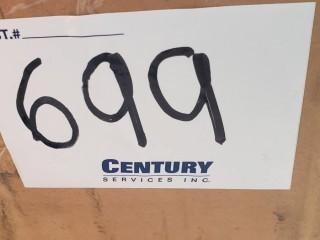 T.#
699
CENTURY
SERVICES INC.